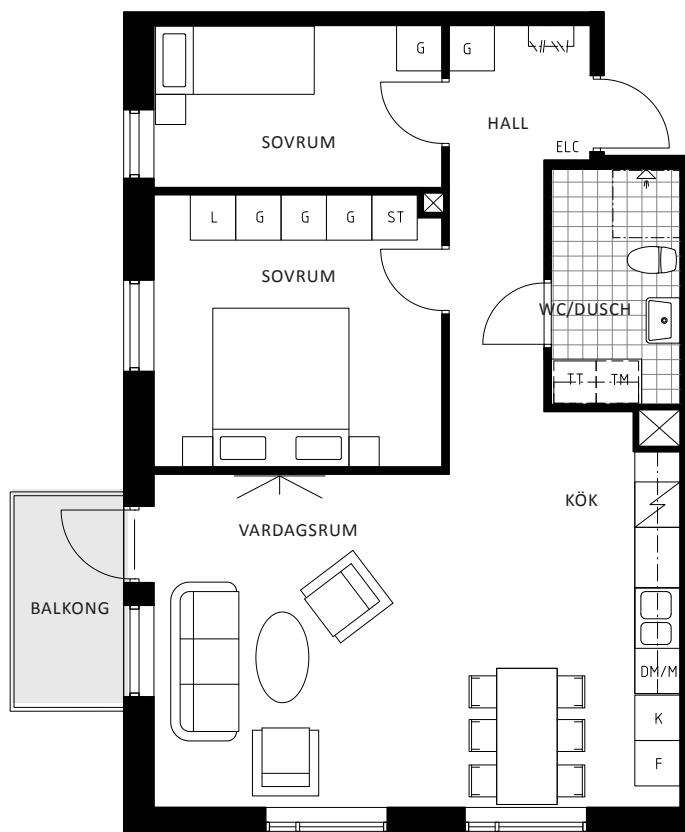 G
G
HALL
SOVRUM
ELC
L
G
G
G
ST
SOVRUM
WC/DUSCH
TT
TM
KÖK
VARDAGSRUM
BALKONG
DM/M
K
F